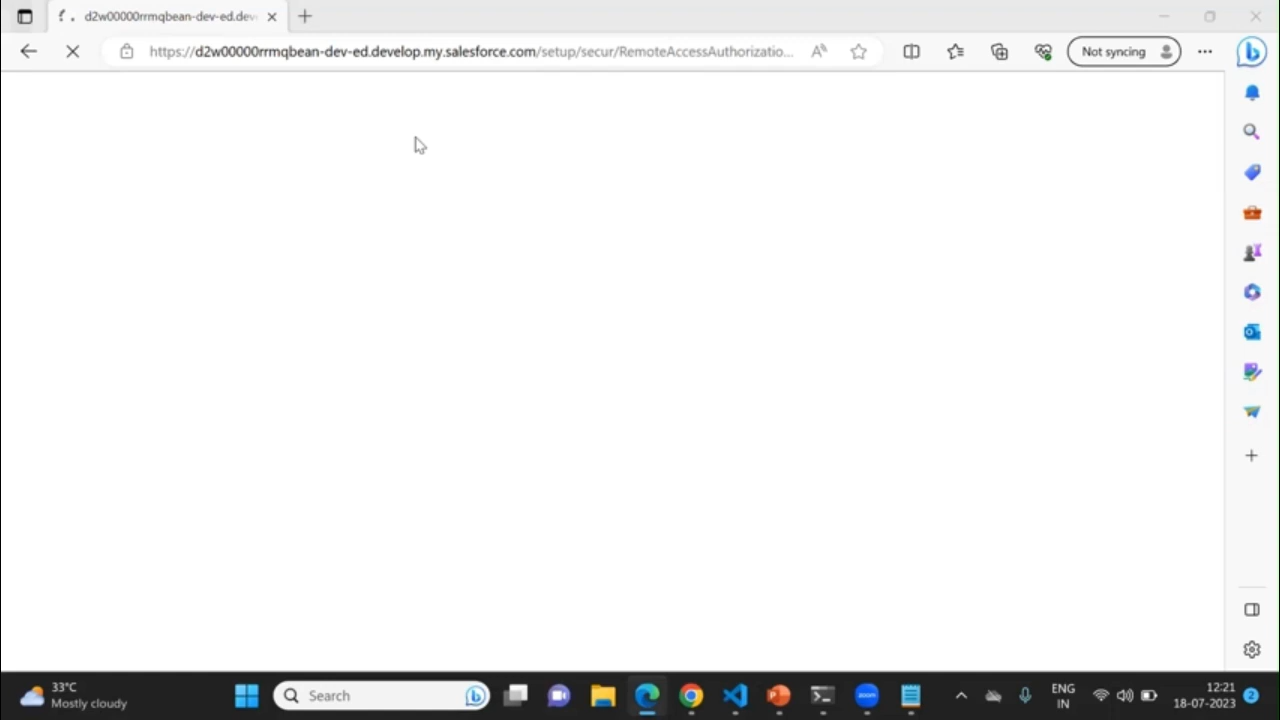 d2w00000rrmqbean-dev-ed.dev
https://d2w00000rrmqbean-dev-ed.develop.my.salesforce.com/setup/secur/RemoteAccessAuthorizatio...
Not syncing
33°C
Mostly cloudy
Search
zoom
ENG
IN
12:21
18-07-2023
2